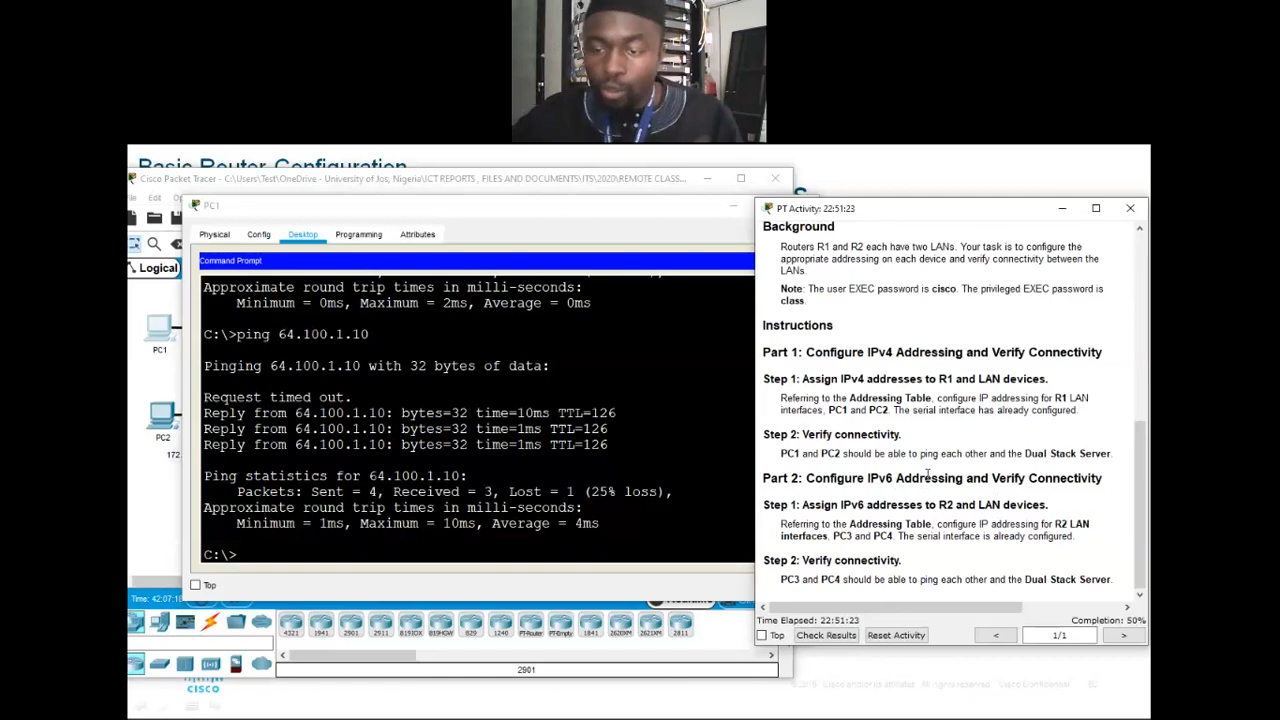 Basic Router Configuration
Cisco Packet Tracer - C:\Users\Test\OneDrive - University of Jos, Nigeria\ICT REPORTS , FILES AND DOCUMENTS\ITS\2020\REMOTE CLASS...
Edit
PC1
Physical
Config
Desktop
Programming
Attributes
Command Prompt
Logical
PC1
PC2
172
Approximate round trip times in milli-seconds:
Minimum = 0ms, Maximum = 2ms, Average = 0ms
C:\>ping 64.100.1.10
Pinging 64.100.1.10 with 32 bytes of data:
Request timed out.
Reply from 64.100.1.10: bytes=32 time=10ms TTL=126
Reply from 64.100.1.10: bytes=32 time=1ms TTL=126
Reply from 64.100.1.10: bytes=32 time=1ms TTL=126
Ping statistics for 64.100.1.10:
Packets: Sent = 4, Received = 3, Lost = 1 (25% loss),
Approximate round trip times in milli-seconds:
Minimum = 1ms, Maximum = 10ms, Average = 4ms
C:\>
Top
PT Activity: 22:51:23
Background
Routers R1 and R2 each have two LANs. Your task is to configure the
appropriate addressing on each device and verify connectivity between the
LANs.
Note: The user EXEC password is cisco. The privileged EXEC password is
class.
Instructions
Part 1: Configure IPv4 Addressing and Verify Connectivity
Step 1: Assign IPv4 addresses to R1 and LAN devices.
Referring to the Addressing Table, configure IP addressing for R1 LAN
interfaces, PC1 and PC2. The serial interface has already configured.
Step 2: Verify connectivity.
PC1 and PC2 should be able to ping each other and the Dual Stack Server.
Part 2: Configure IPv6 Addressing and Verify Connectivity
Step 1: Assign IPv6 addresses to R2 and LAN devices.
Referring to the Addressing Table, configure IP addressing for R2 LAN
interfaces, PC3 and PC4. The serial interface is already configured.
Step 2: Verify connectivity.
PC3 and PC4 should be able to ping each other and the Dual Stack Server.
Time Elapsed: 22:51:23
Completion: 50%
Top
Check Results
Reset Activity
<
1/1
>
Time: 42:07:18
Realtime
4321
1941
2901
2911
819IOX
819HGW
829
1240
PT-Router
PT-Empty
1841
2620XM
2621XM
2811
2901
CISCO